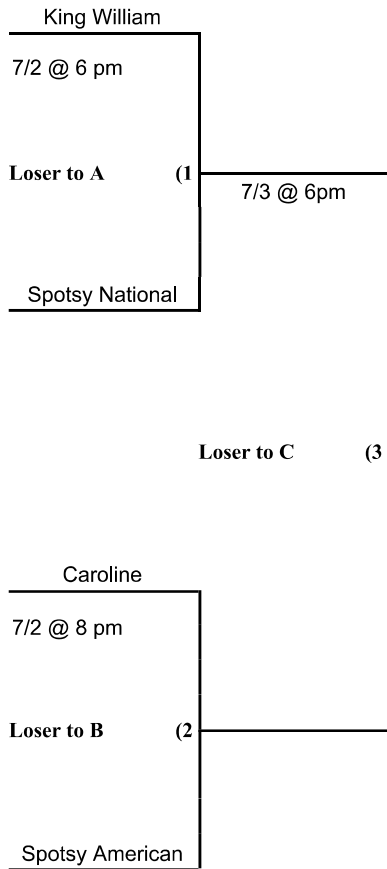 King William
7/2 @ 6 pm
Loser to A (1
7/3 @ 6pm
Spotsy National
Loser to C (3
Caroline
7/2 @ 8 pm
Loser to B (2
Spotsy American